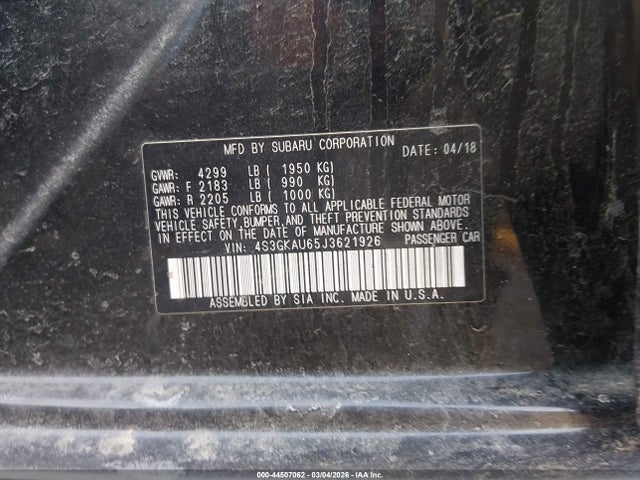 MFD BY SUBARU CORPORATION
DATE: 04/18
GVWR: 4299 LB ( 1950 KG)
GAWR: F 2183 LB ( 990 KG)
GAWR: R 2205 LB ( 1000 KG)
THIS VEHICLE CONFORMS TO ALL APPLICABLE FEDERAL MOTOR
VEHICLE SAFETY, BUMPER, AND THEFT PREVENTION STANDARDS
IN EFFECT ON THE DATE OF MANUFACTURE SHOWN ABOVE.
VIN: 4S3GKAU65J3621926 PASSENGER CAR
ASSEMBLED BY SIA INC. MADE IN U.S.A.
000-44507062 - 03/04/2026 - IAAI, Inc.